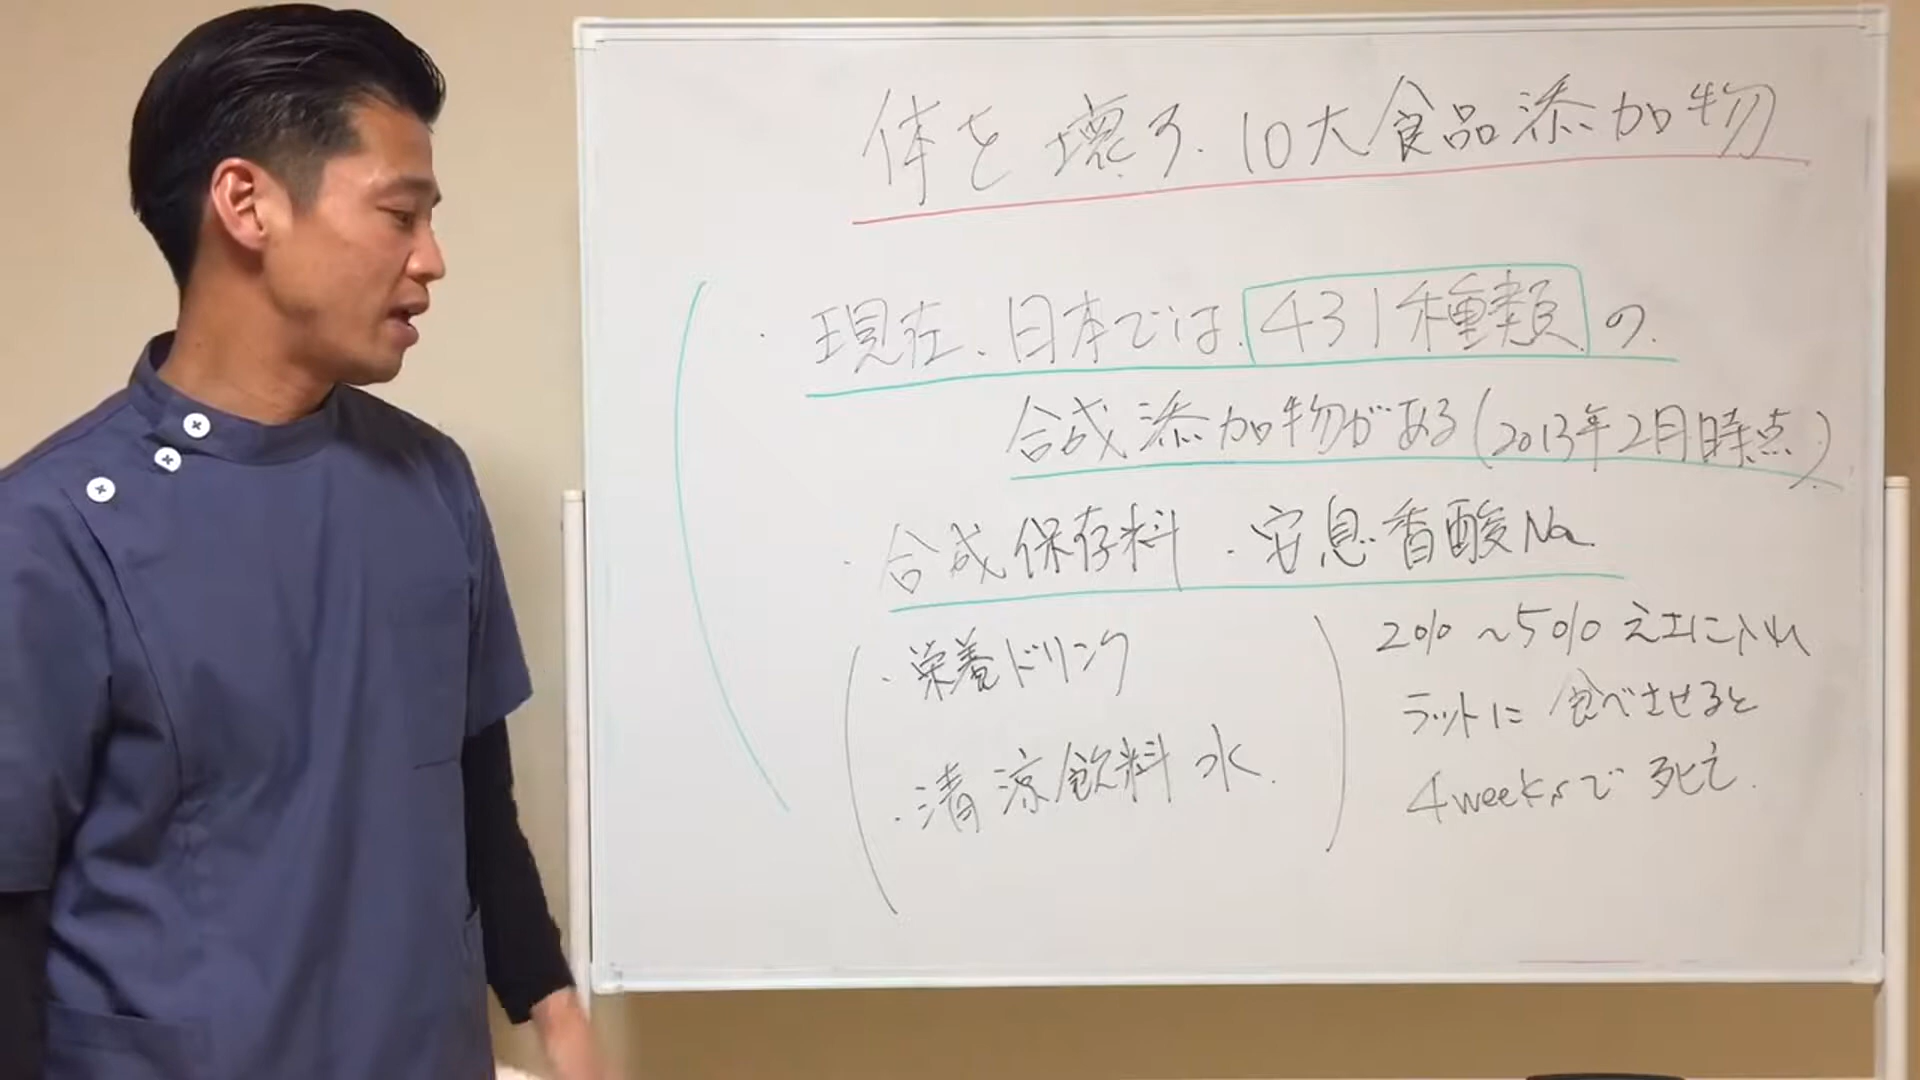 体を壊す.10大食品添加物
・現在、日本では、431種類の
合成添加物がある(2013年2月時点)
・合成保存料・安息香酸Na
・栄養ドリンク
・清涼飲料水.
2%~5%えエに入れ
ラットに食べさせると
4weeksで死亡.